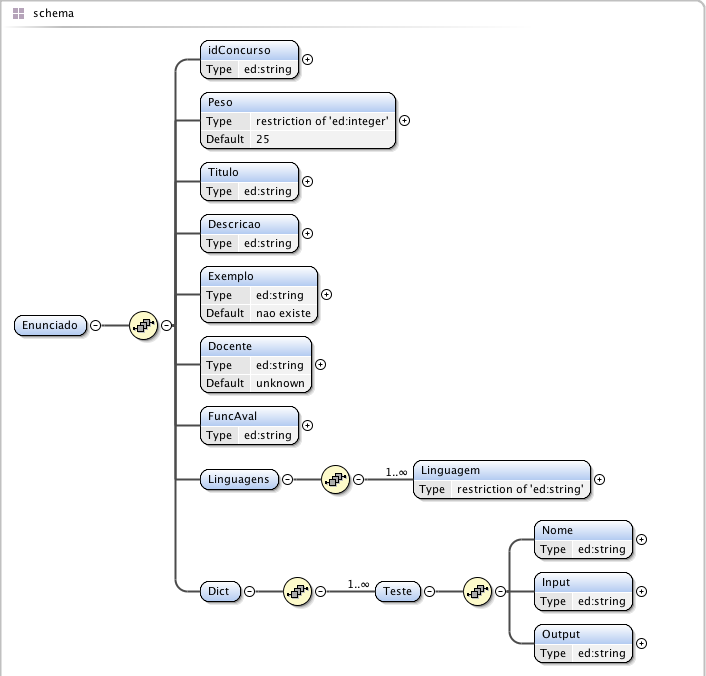 schema
idConcurso
Type ed:string
Peso
Type restriction of 'ed:integer'
Default 25
Titulo
Type ed:string
Descricao
Type ed:string
Exemplo
Type ed:string
Default nao existe
Enunciado
Docente
Type ed:string
Default unknown
FuncAval
Type ed:string
Linguagens
1..∞
Linguagem
Type restriction of 'ed:string'
Dict
1..∞
Teste
Nome
Type ed:string
Input
Type ed:string
Output
Type ed:string